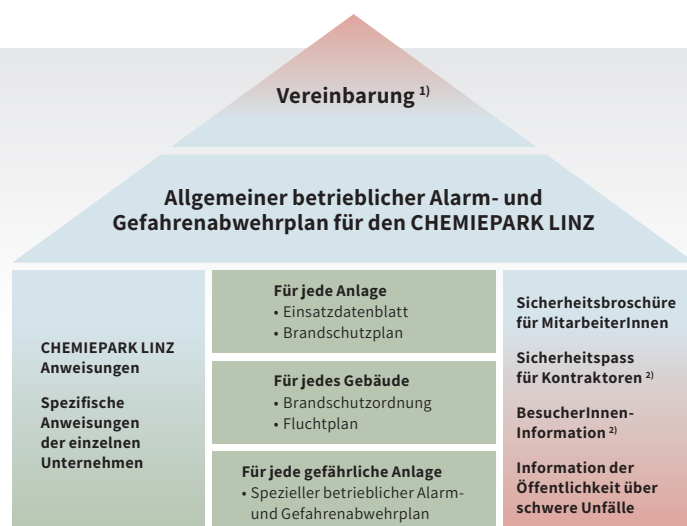 Vereinbarung 1)
Allgemeiner betrieblicher Alarm- und
Gefahrenabwehrplan für den CHEMIEPARK LINZ
CHEMIEPARK LINZ
Anweisungen
Spezifische
Anweisungen
der einzelnen
Unternehmen
Für jede Anlage
• Einsatzdatenblatt
• Brandschutzplan
Für jedes Gebäude
• Brandschutzordnung
• Fluchtplan
Für jede gefährliche Anlage
• Spezieller betrieblicher Alarm-
und Gefahrenabwehrplan
Sicherheitsbroschüre
für MitarbeiterInnen
Sicherheitspass
für Kontraktoren 2)
BesucherInnen-
Information 2)
Information der
Öffentlichkeit über
schwere Unfälle